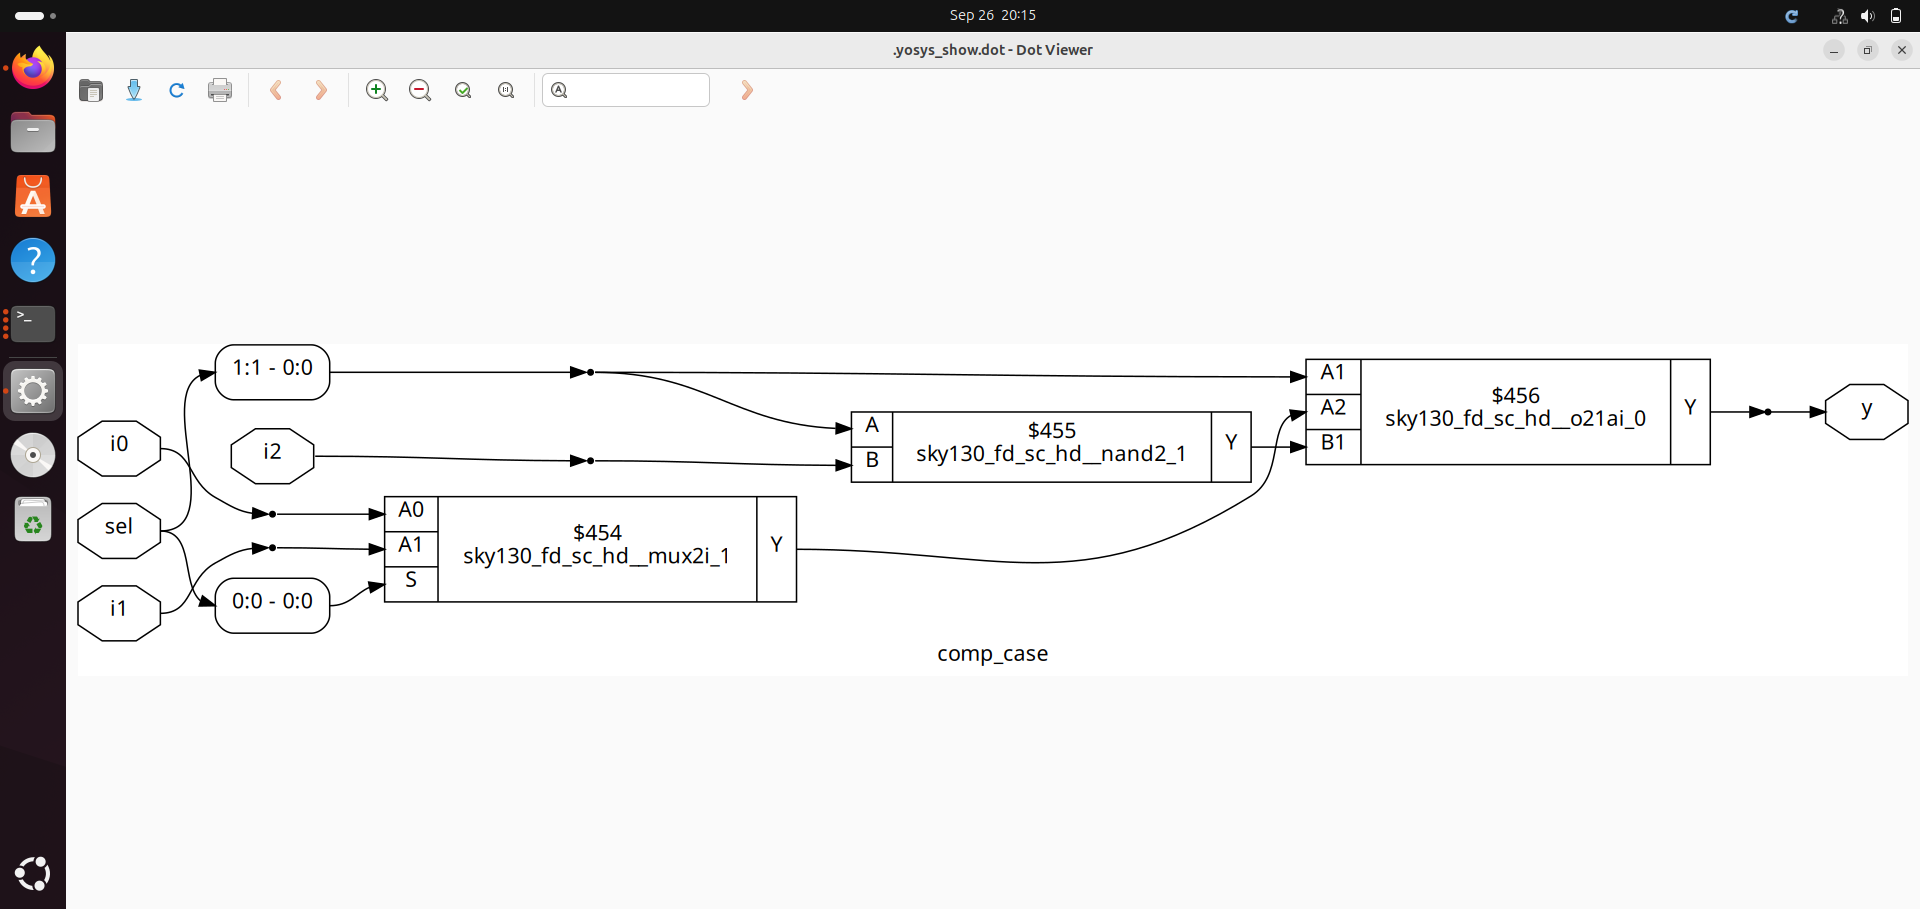 Sep 26 20:15
.yosys_show.dot - Dot Viewer
1:1 - 0:0
i0
i2
sel
i1
0:0 - 0:0
A0
A1
S
$454
sky130_fd_sc_hd__mux2i_1
Y
A
B
$455
sky130_fd_sc_hd__nand2_1
Y
A1
A2
B1
$456
sky130_fd_sc_hd__o21ai_0
Y
y
comp_case